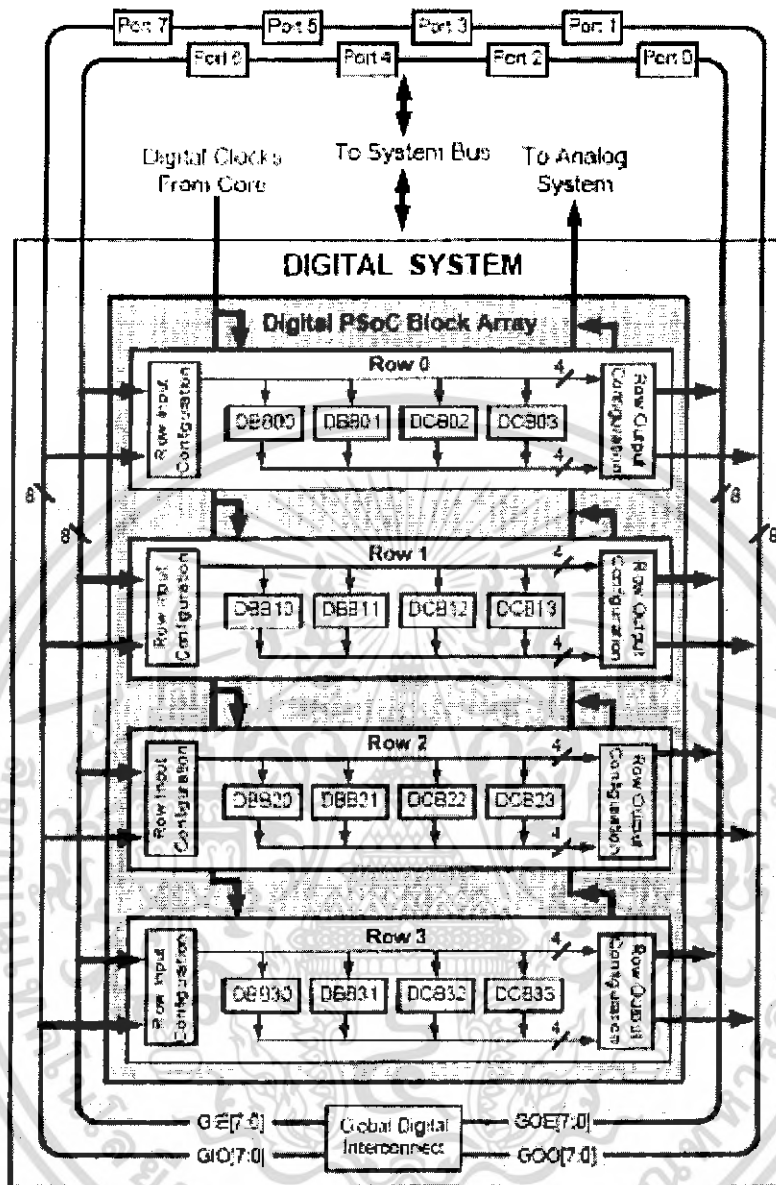 Port 7 Port 5 Port 3 Port 1
Port 6 Port 4 Port 2 Port 0
Digital Clocks From Core
To System Bus
To Analog System
DIGITAL SYSTEM
Digital PSoC Block Array
Row 0
Row Input Configuration
DBB00 DBB01 DCB02 DCB03
4
4
Row Output Configuration
8
8
8
8
Row 1
Row Input Configuration
DBB10 DBB11 DCB12 DCB13
4
4
Row Output Configuration
Row 2
Row Input Configuration
DBB20 DBB21 DCB22 DCB23
4
4
Row Output Configuration
Row 3
Row Input Configuration
DBB30 DBB31 DCB32 DCB33
4
4
Row Output Configuration
GIE[7:0]
GIO[7:0]
Global Digital Interconnect
GOE[7:0]
GOO[7:0]